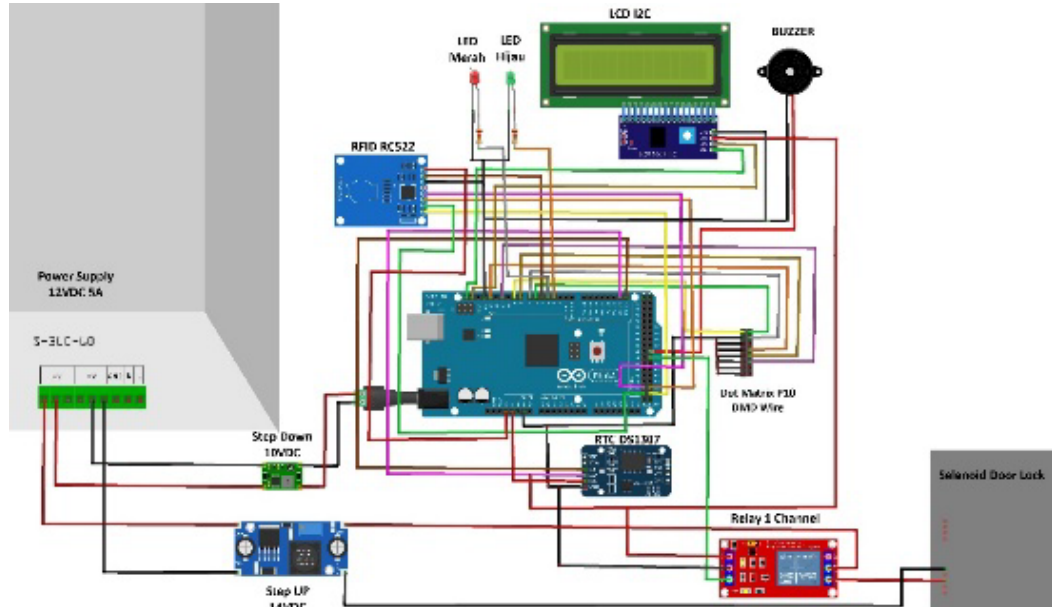 LCD I2C
BUZZER
LED
Merah
LED
Hijau
RFID RC522
Power Supply
12VDC 5A
Dot Matrix P10
DMD Wire
Step Down
10VDC
RTC DS1307
Selenoid Door Lock
Relay 1 Channel
Step UP
14VDC